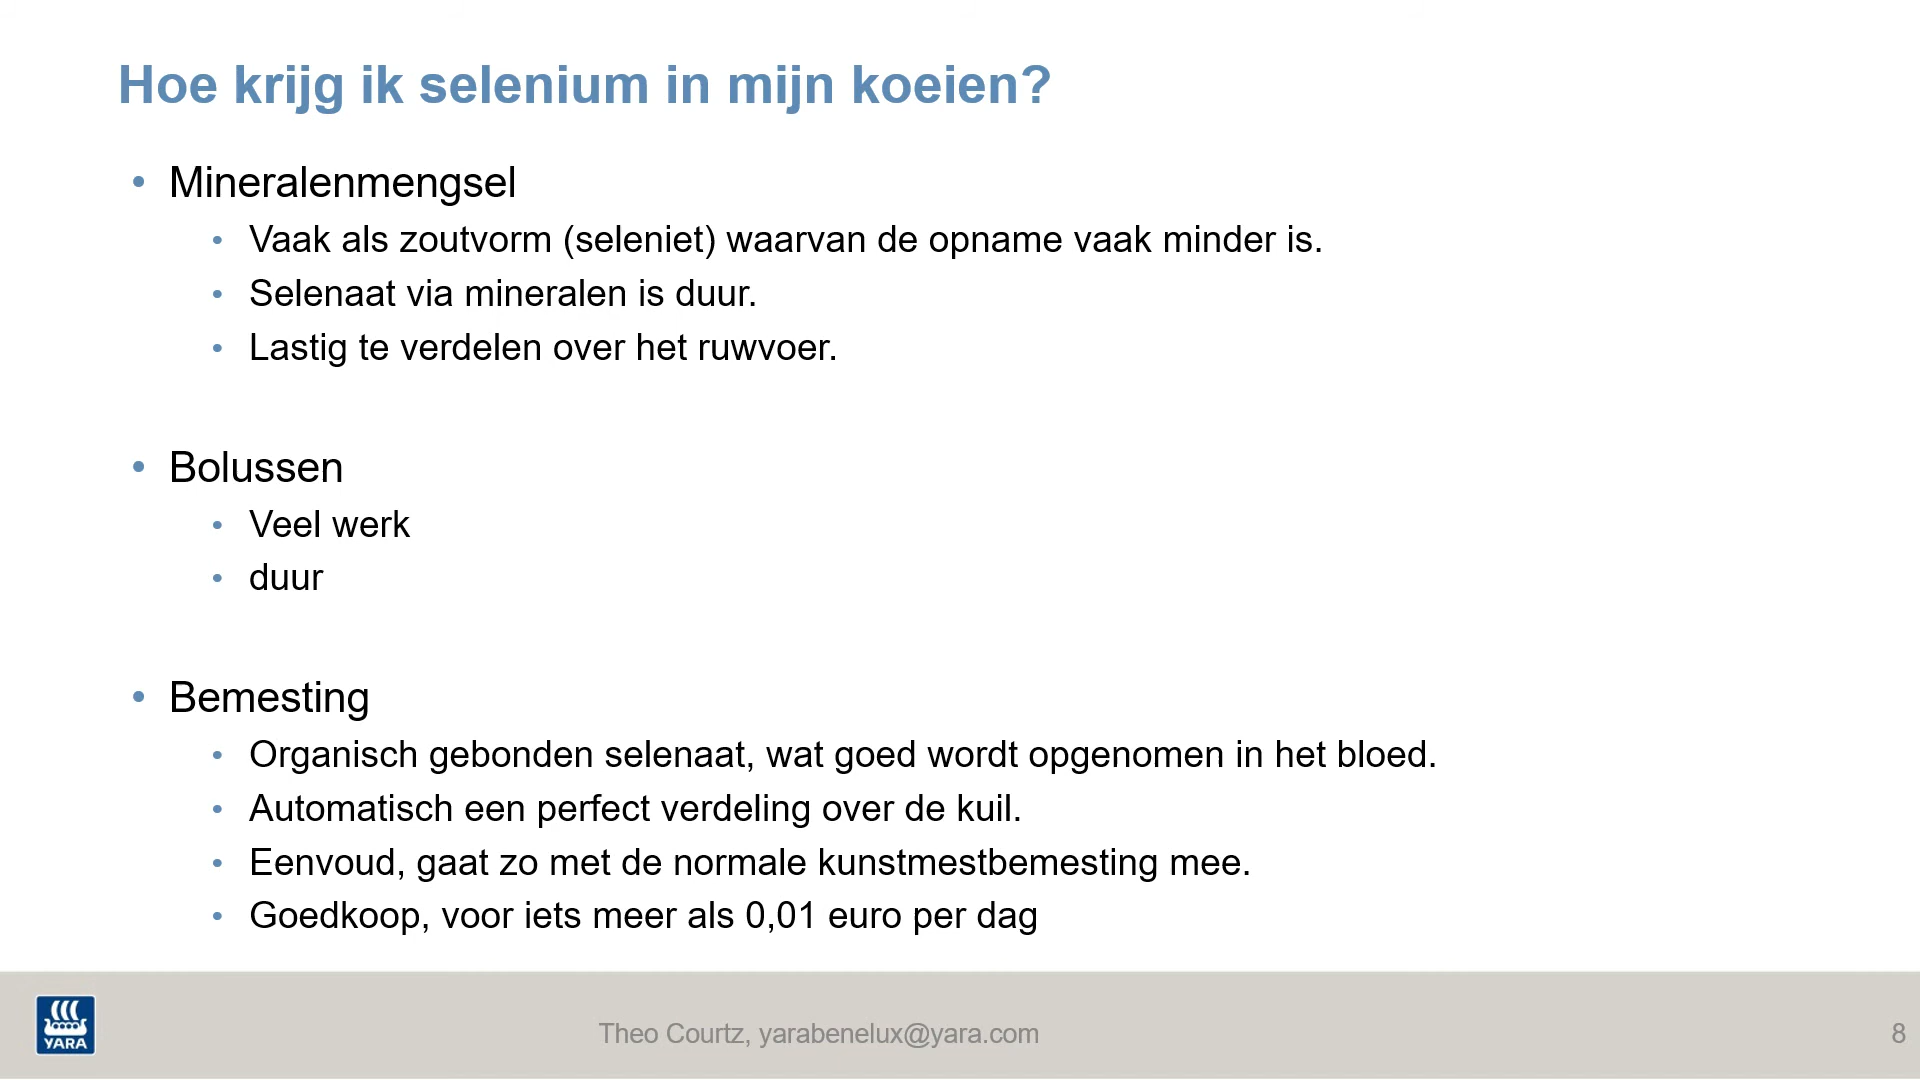 Hoe krijg ik selenium in mijn koeien?
• Mineralenmengsel
• Vaak als zoutvorm (seleniet) waarvan de opname vaak minder is.
• Selenaat via mineralen is duur.
• Lastig te verdelen over het ruwvoer.
• Bolussen
• Veel werk
• duur
• Bemesting
• Organisch gebonden selenaat, wat goed wordt opgenomen in het bloed.
• Automatisch een perfect verdeling over de kuil.
• Eenvoud, gaat zo met de normale kunstmestbemesting mee.
• Goedkoop, voor iets meer als 0,01 euro per dag
YARA
Theo Courtz, yarabenelux@yara.com
8